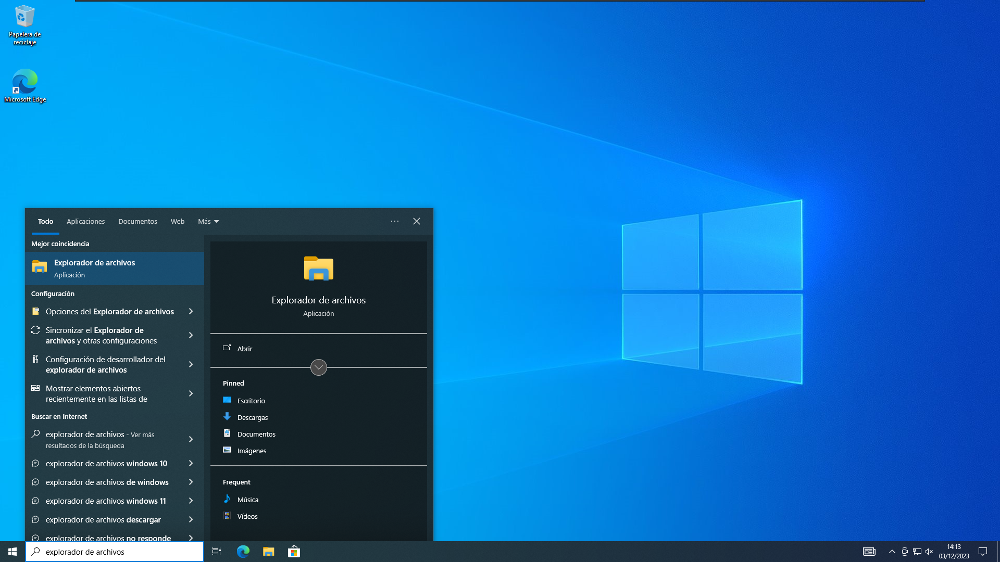 Papelera de
reciclaje
Microsoft Edge
Todo Aplicaciones Documentos Web Más
Mejor coincidencia
Explorador de archivos
Aplicación
Configuración
Opciones del Explorador de archivos
Sincronizar el Explorador de
archivos y otras configuraciones
Configuración de desarrollador del
explorador de archivos
Mostrar elementos abiertos
recientemente en las listas de
Buscar en Internet
explorador de archivos - Ver más
resultados de la búsqueda
explorador de archivos windows 10
explorador de archivos de windows
explorador de archivos windows 11
explorador de archivos descargar
explorador de archivos no responde
Explorador de archivos
Aplicación
Abrir
Pinned
Escritorio
Descargas
Documentos
Imágenes
Frequent
Música
Vídeos
explorador de archivos
14:13
03/12/2023